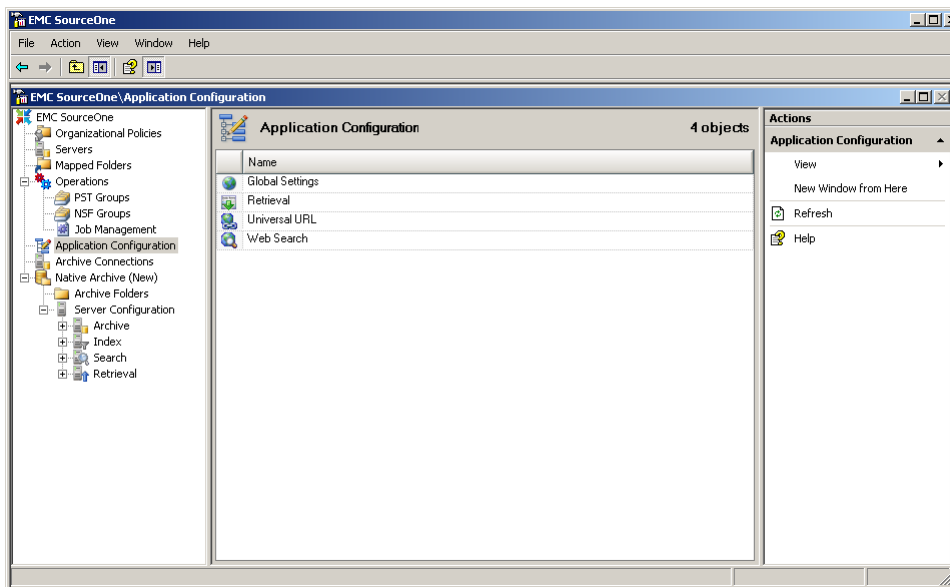 EMC SourceOne
File Action View Window Help
EMC SourceOne\Application Configuration
EMC SourceOne
Organizational Policies
Servers
Mapped Folders
Operations
PST Groups
NSF Groups
Job Management
Application Configuration
Archive Connections
Native Archive (New)
Archive Folders
Server Configuration
Archive
Index
Search
Retrieval
Application Configuration 4 objects
Name
Global Settings
Retrieval
Universal URL
Web Search
Actions
Application Configuration
View
New Window from Here
Refresh
Help